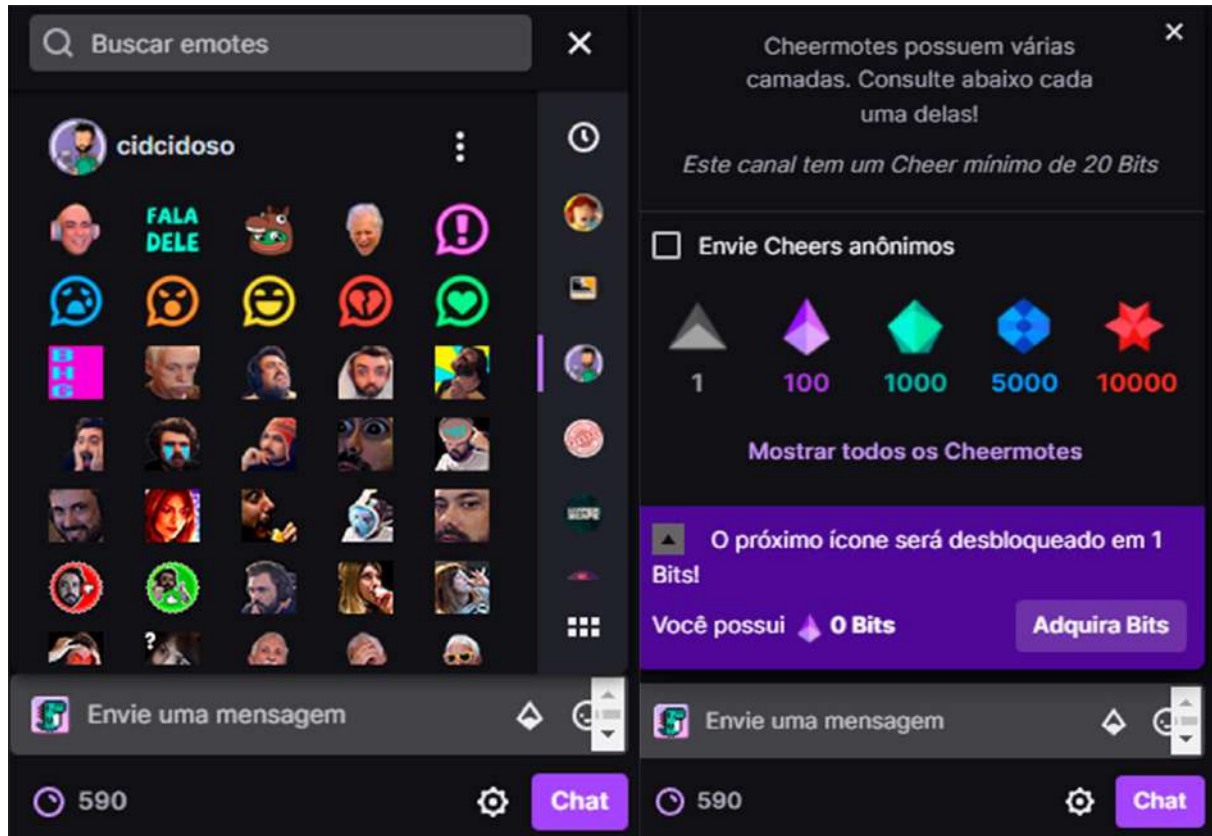 Buscar emotes
cidcidoso
FALA
DELE
BHG
Envie uma mensagem
590
Chat
Cheermotes possuem várias
camadas. Consulte abaixo cada
uma delas!
Este canal tem um Cheer mínimo de 20 Bits
Envie Cheers anônimos
1 100 1000 5000 10000
Mostrar todos os Cheermotes
O próximo ícone será desbloqueado em 1
Bits!
Você possui 0 Bits
Adquira Bits
Envie uma mensagem
590
Chat